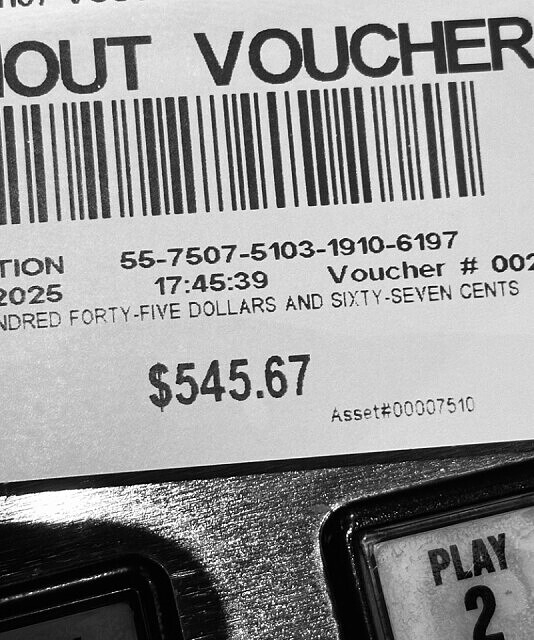 OUT VOUCHER
TION 55-7507-5103-1910-6197
2025 17:45:39 Voucher # 002
NDRED FORTY-FIVE DOLLARS AND SIXTY-SEVEN CENTS
$545.67
Asset#00007510
PLAY
2